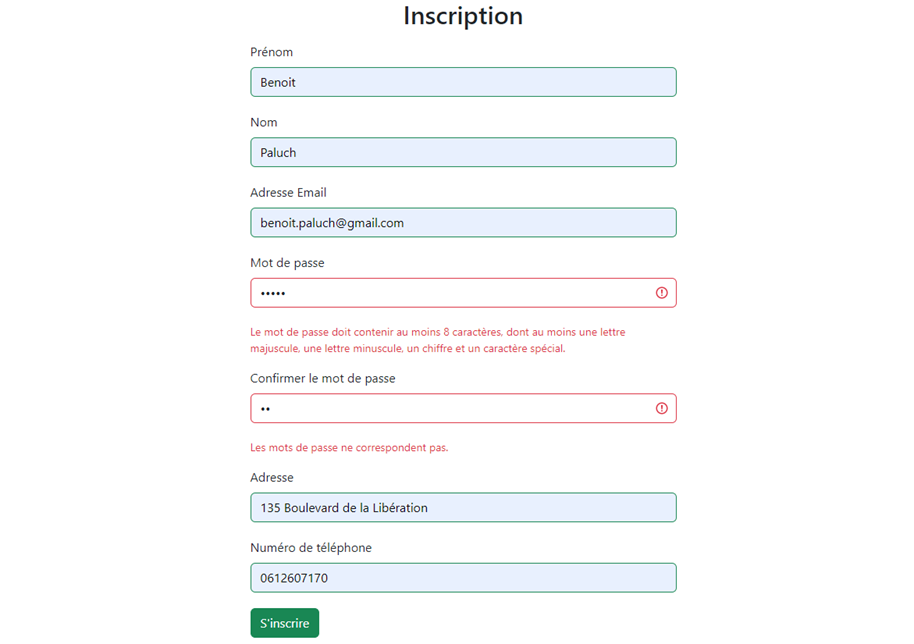 Inscription
Prénom
Benoit
Nom
Paluch
Adresse Email
benoit.paluch@gmail.com
Mot de passe
•••••
Le mot de passe doit contenir au moins 8 caractères, dont au moins une lettre
majuscule, une lettre minuscule, un chiffre et un caractère spécial.
Confirmer le mot de passe
••
Les mots de passe ne correspondent pas.
Adresse
135 Boulevard de la Libération
Numéro de téléphone
0612607170
S'inscrire